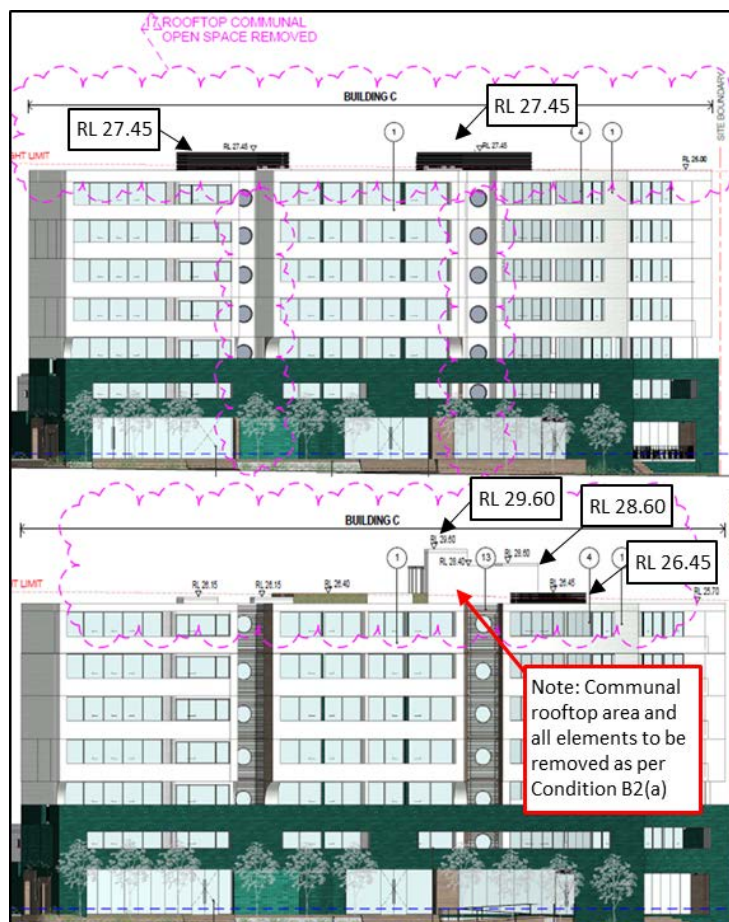 17 ROOFTOP COMMUNAL
OPEN SPACE REMOVED
BUILDING C
SITE BOUNDARY
RL 27.45
RL 27.45
RL 27.45
RL 27.45
1
4
1
GHT LIMIT
RL 26.00
BUILDING C
RL 29.60
RL 28.60
RL 29.60
RL 28.40
RL 28.60
1
13
4
1
RL 26.45
HT LIMIT
RL 26.15
RL 26.15
RL 26.40
RL 26.45
RL 25.70
Note: Communal
rooftop area and
all elements to be
removed as per
Condition B2(a)